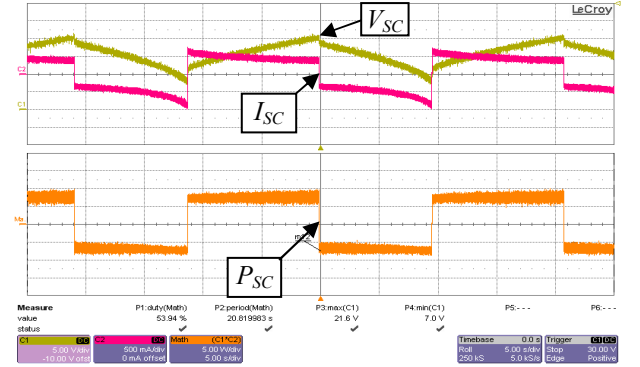 LeCroy
V_SC
C2
I_SC
C1
Ma
P_SC
Measure P1:duty(Math) P2:period(Math) P3:max(C1) P4:min(C1) P5:- - - P6:- - -
value 53.94 % 20.819983 s 21.6 V 7.0 V
status ✔ ✔ ✔ ✔
C1 DC C2 DC Math (C1*C2) Timebase 0.0 s Trigger C1 DC
5.00 V/div 500 mA/div 5.00 W/div Roll 5.00 s/div Stop 30.00 V
-10.00 V ofst 0 mA offset 5.00 s/div 250 kS 5.0 kS/s Edge Positive